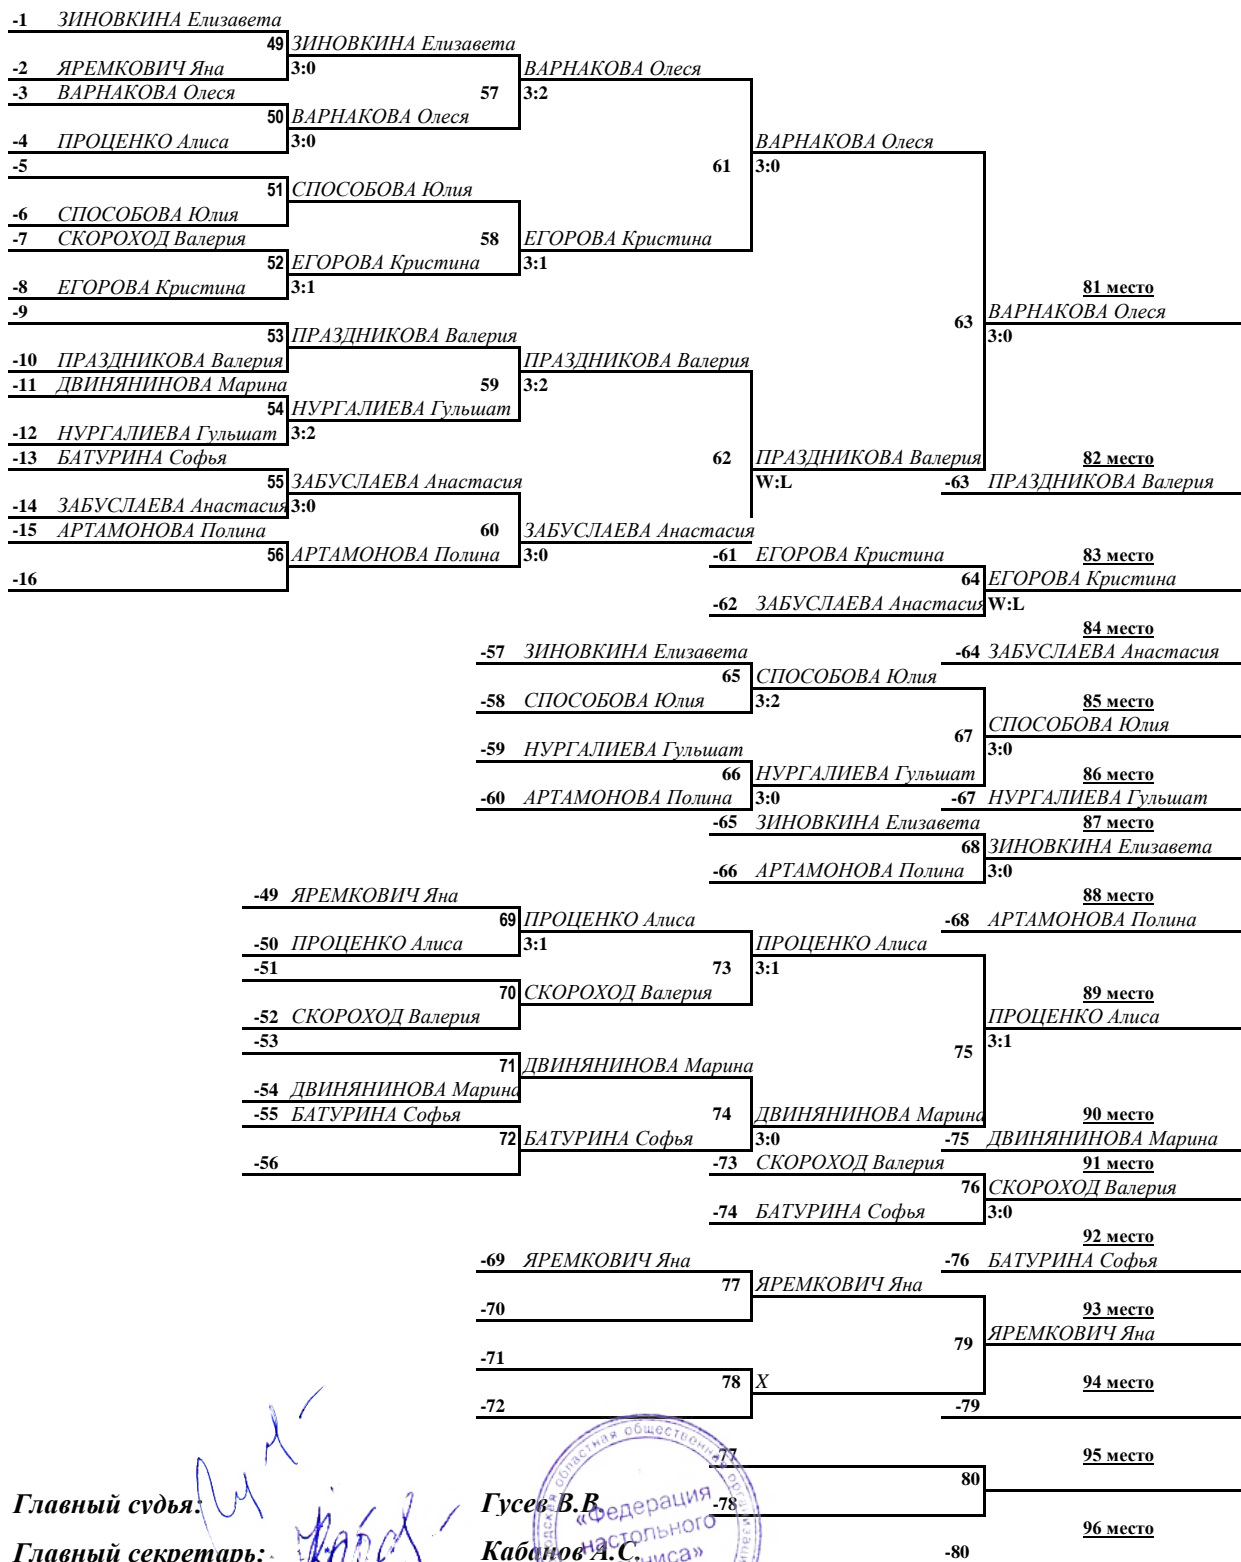 -1 ЗИНОВКИНА Елизавета
49 ЗИНОВКИНА Елизавета
-2 ЯРЕМКОВИЧ Яна 3:0 ВАРНАКОВА Олеся
-3 ВАРНАКОВА Олеся 57 3:2
50 ВАРНАКОВА Олеся
-4 ПРОЦЕНКО Алиса 3:0 ВАРНАКОВА Олеся
-5 61 3:0
51 СПОСОБОВА Юлия
-6 СПОСОБОВА Юлия
-7 СКОРОХОД Валерия 58 ЕГОРОВА Кристина
52 ЕГОРОВА Кристина 3:1
-8 ЕГОРОВА Кристина 3:1 81 место
-9 63 ВАРНАКОВА Олеся
53 ПРАЗДНИКОВА Валерия 3:0
-10 ПРАЗДНИКОВА Валерия ПРАЗДНИКОВА Валерия
-11 ДВИНЯНИНОВА Марина 59 3:2
54 НУРГАЛИЕВА Гульшат
-12 НУРГАЛИЕВА Гульшат 3:2
-13 БАТУРИНА Софья 62 ПРАЗДНИКОВА Валерия 82 место
55 ЗАБУСЛАЕВА Анастасия W:L -63 ПРАЗДНИКОВА Валерия
-14 ЗАБУСЛАЕВА Анастасия 3:0
-15 АРТАМОНОВА Полина 60 ЗАБУСЛАЕВА Анастасия
56 АРТАМОНОВА Полина 3:0 -61 ЕГОРОВА Кристина 83 место
-16 64 ЕГОРОВА Кристина
-62 ЗАБУСЛАЕВА Анастасия W:L
84 место
-57 ЗИНОВКИНА Елизавета -64 ЗАБУСЛАЕВА Анастасия
65 СПОСОБОВА Юлия
-58 СПОСОБОВА Юлия 3:2 85 место
67 СПОСОБОВА Юлия
-59 НУРГАЛИЕВА Гульшат 3:0
66 НУРГАЛИЕВА Гульшат 86 место
-60 АРТАМОНОВА Полина 3:0 -67 НУРГАЛИЕВА Гульшат
-65 ЗИНОВКИНА Елизавета 87 место
68 ЗИНОВКИНА Елизавета
-66 АРТАМОНОВА Полина 3:0
-49 ЯРЕМКОВИЧ Яна 88 место
69 ПРОЦЕНКО Алиса -68 АРТАМОНОВА Полина
-50 ПРОЦЕНКО Алиса 3:1 ПРОЦЕНКО Алиса
-51 73 3:1
70 СКОРОХОД Валерия 89 место
-52 СКОРОХОД Валерия ПРОЦЕНКО Алиса
-53 75 3:1
71 ДВИНЯНИНОВА Марина
-54 ДВИНЯНИНОВА Марина
-55 БАТУРИНА Софья 74 ДВИНЯНИНОВА Марина 90 место
72 БАТУРИНА Софья 3:0 -75 ДВИНЯНИНОВА Марина
-56 -73 СКОРОХОД Валерия 91 место
76 СКОРОХОД Валерия
-74 БАТУРИНА Софья 3:0
92 место
-69 ЯРЕМКОВИЧ Яна -76 БАТУРИНА Софья
77 ЯРЕМКОВИЧ Яна
-70 93 место
79 ЯРЕМКОВИЧ Яна
-71
78 X 94 место
-72 -79
-77 95 место
80
Главный судья: Гусев В.В. -78
96 место
Главный секретарь: Кабанов А.С.
-80
областная общественная организация
«Федерация
настольного